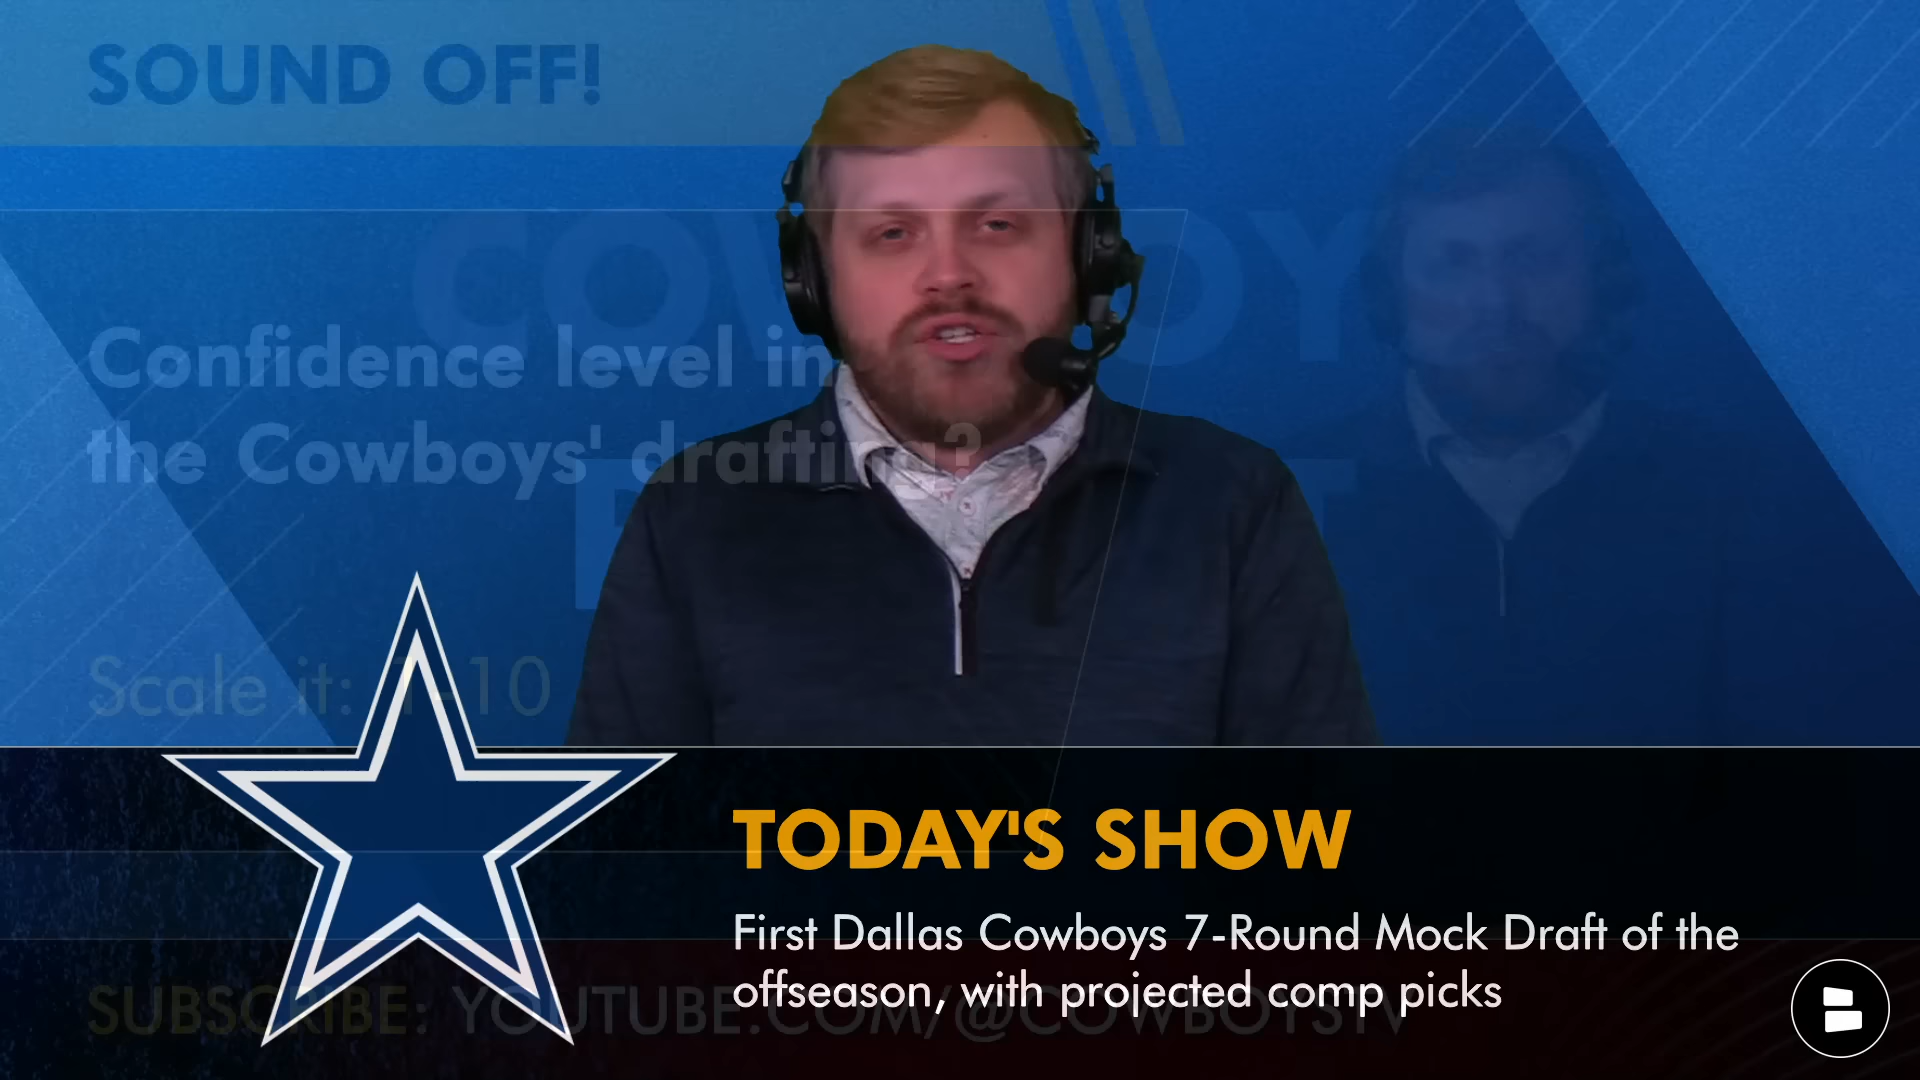 SOUND OFF!
Confidence level in
the Cowboys' drafting?
Scale it: 1-10
TODAY'S SHOW
First Dallas Cowboys 7-Round Mock Draft of the
offseason, with projected comp picks
SUBSCRIBE: YOUTUBE.COM/@COWBOYSTV